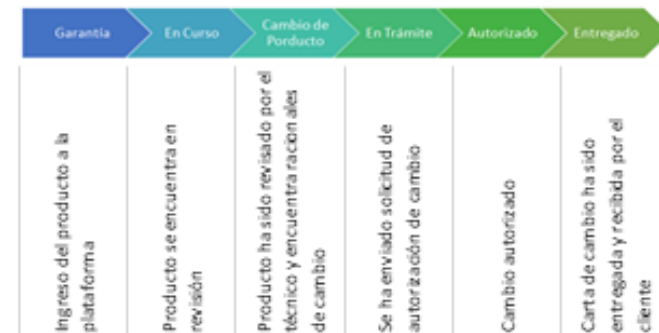 Garantía
En Curso
Cambio de
Porducto
En Trámite
Autorizado
Entregado
Ingreso del producto a la
plataforma
Producto se encuentra en
revisión
Producto ha sido revisado por el
técnico y encuentra racionales
de cambio
Se ha enviado solicitud de
autorización de cambio
Cambio autorizado
Carta de cambio ha sido
entregada y recibida por el
cliente